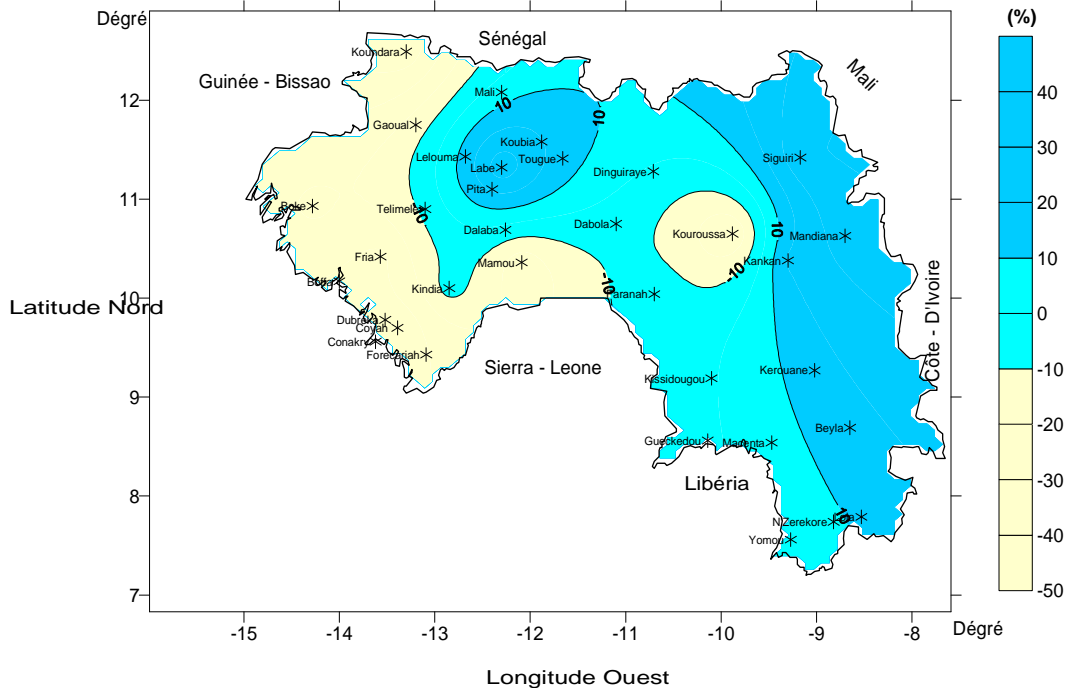 Dégré
(%)
Sénégal
Koundara
Guinée - Bissao
Mali
40
12
Mali
10
10
Gaoual
30
Koubia
Lelouma
Tougue
Siguiri
Labe
Dinguiraye
20
Pita
11
Boke
Telimele
-10
Dabola
Kouroussa
Mandiana
10
Dalaba
10
Fria
Mamou
Kankan
-10
Boffa
Kindia
-10
Taranah
0
Latitude Nord
10
Dubreka
Coyah
Conakry
Forecariah
Côte - D'Ivoire
-10
Sierra - Leone
Kerouane
Kissidougou
9
-20
Beyla
Gueckedou
Macenta
-30
Libéria
8
10
N'Zerekore
-40
Yomou
7
-50
-15
-14
-13
-12
-11
-10
-9
-8
Dégré
Longitude Ouest